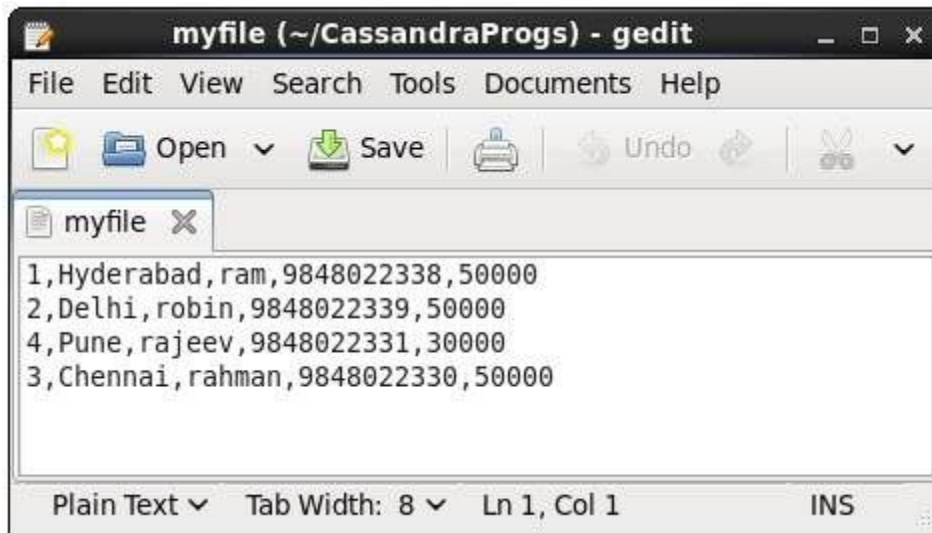 myfile (~/CassandraProgs) - gedit
File Edit View Search Tools Documents Help
Open Save Undo
myfile
1,Hyderabad,ram,9848022338,50000
2,Delhi,robin,9848022339,50000
4,Pune,rajeev,9848022331,30000
3,Chennai,rahman,9848022330,50000
Plain Text Tab Width: 8 Ln 1, Col 1 INS